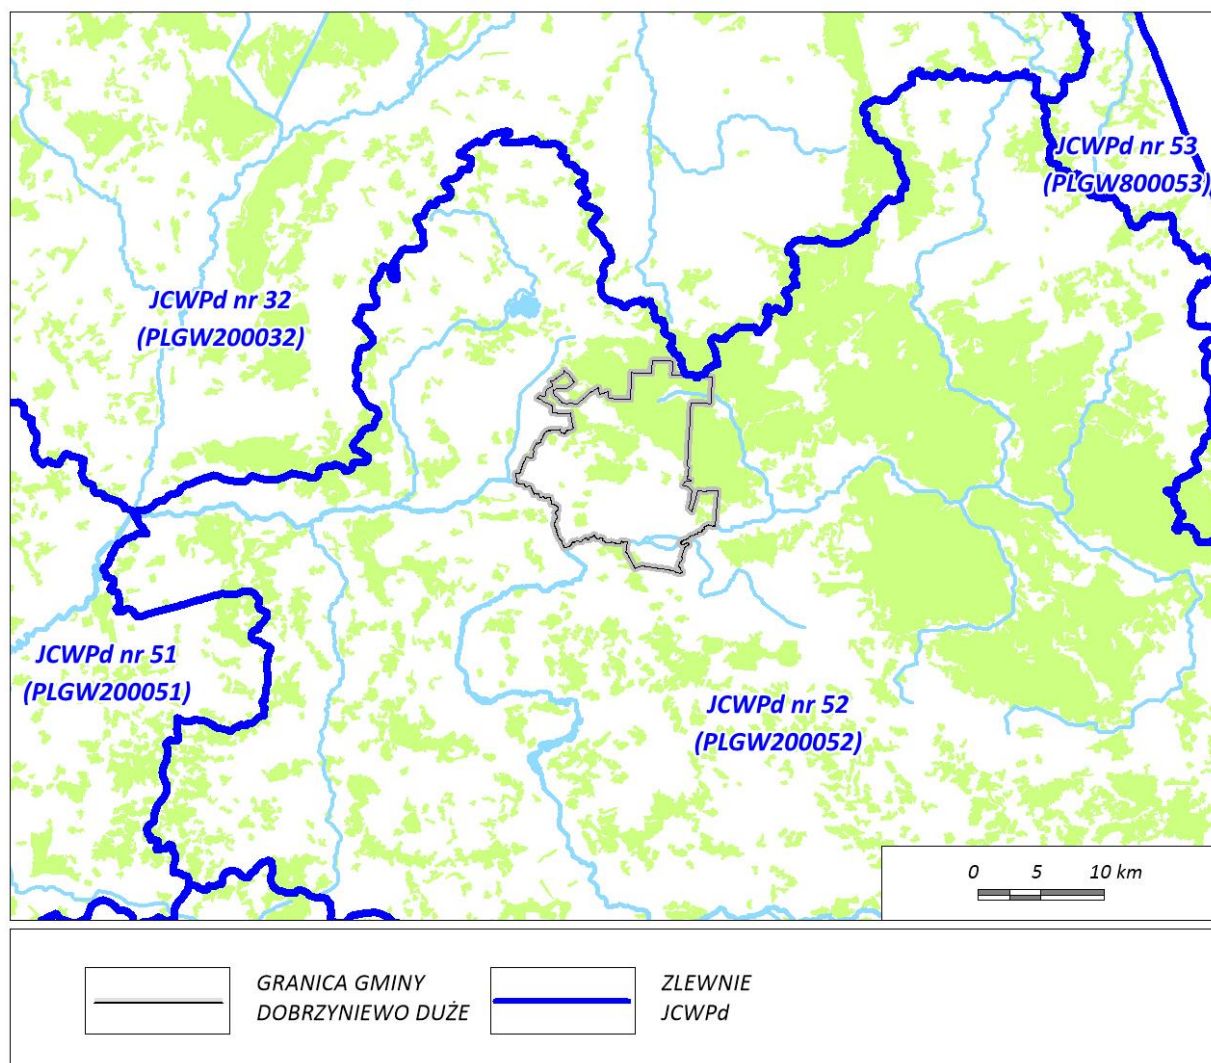 JCWPd nr 53
(PLGW800053)
JCWPd nr 32
(PLGW200032)
JCWPd nr 51
(PLGW200051)
JCWPd nr 52
(PLGW200052)
0 5 10 km
GRANICA GMINY
DOBRZYNIEWO DUŻE
ZLEWNIE
JCWPd